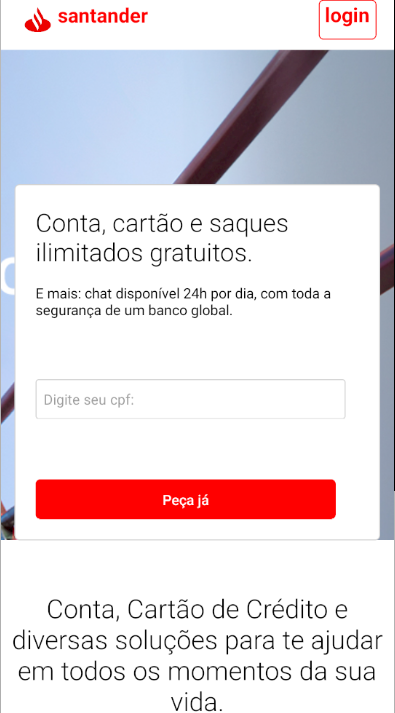 santander
login
Conta, cartão e saques
ilimitados gratuitos.
E mais: chat disponível 24h por dia, com toda a
segurança de um banco global.
Digite seu cpf:
Peça já
Conta, Cartão de Crédito e
diversas soluções para te ajudar
em todos os momentos da sua
vida.